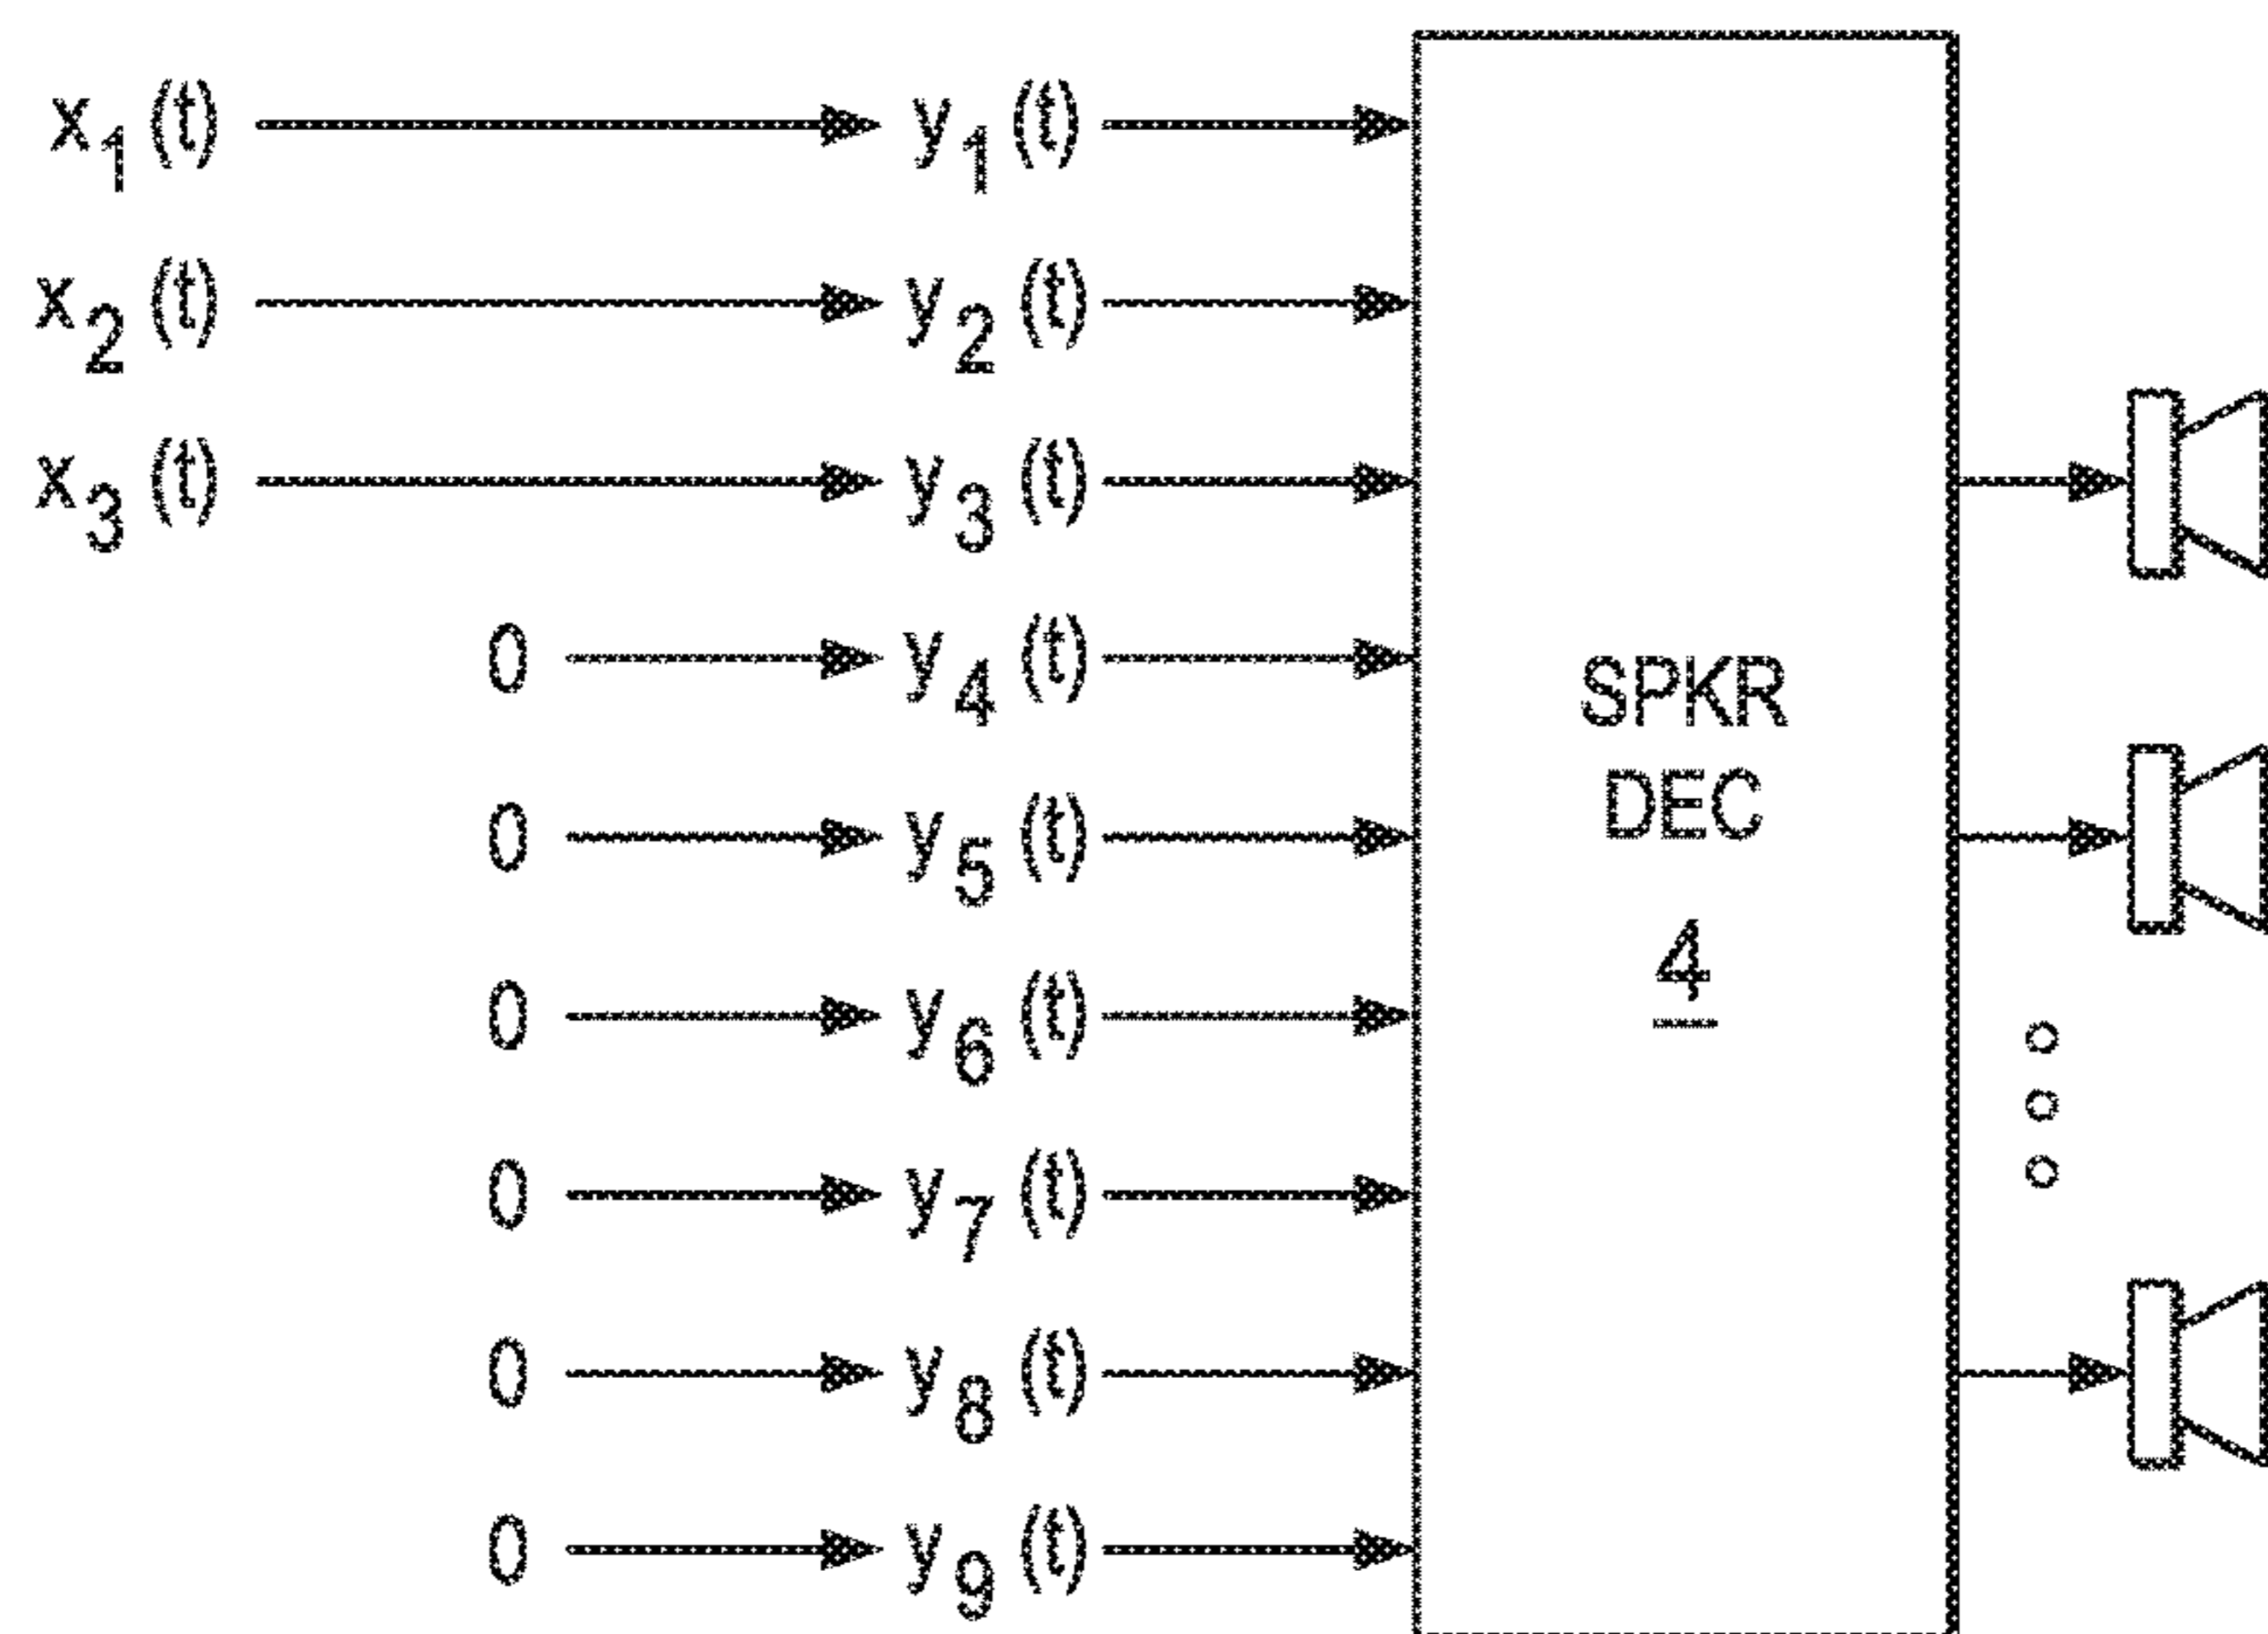 x1(t) y1(t)
x2(t) y2(t)
x3(t) y3(t)
0 y4(t)
SPKR
DEC
4
0 y5(t)
0 y6(t)
0 y7(t)
0 y8(t)
0 y9(t)